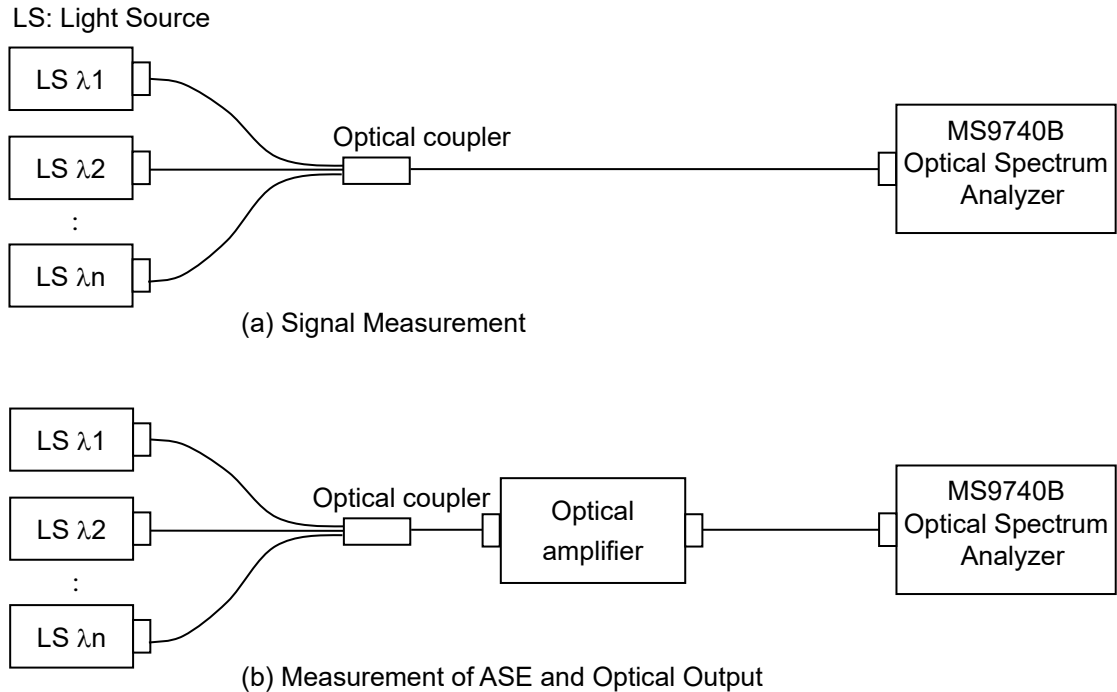 LS: Light Source
LS λ1
LS λ2
:
LS λn
Optical coupler
MS9740B
Optical Spectrum
Analyzer
(a) Signal Measurement
LS λ1
LS λ2
:
LS λn
Optical coupler
Optical
amplifier
MS9740B
Optical Spectrum
Analyzer
(b) Measurement of ASE and Optical Output